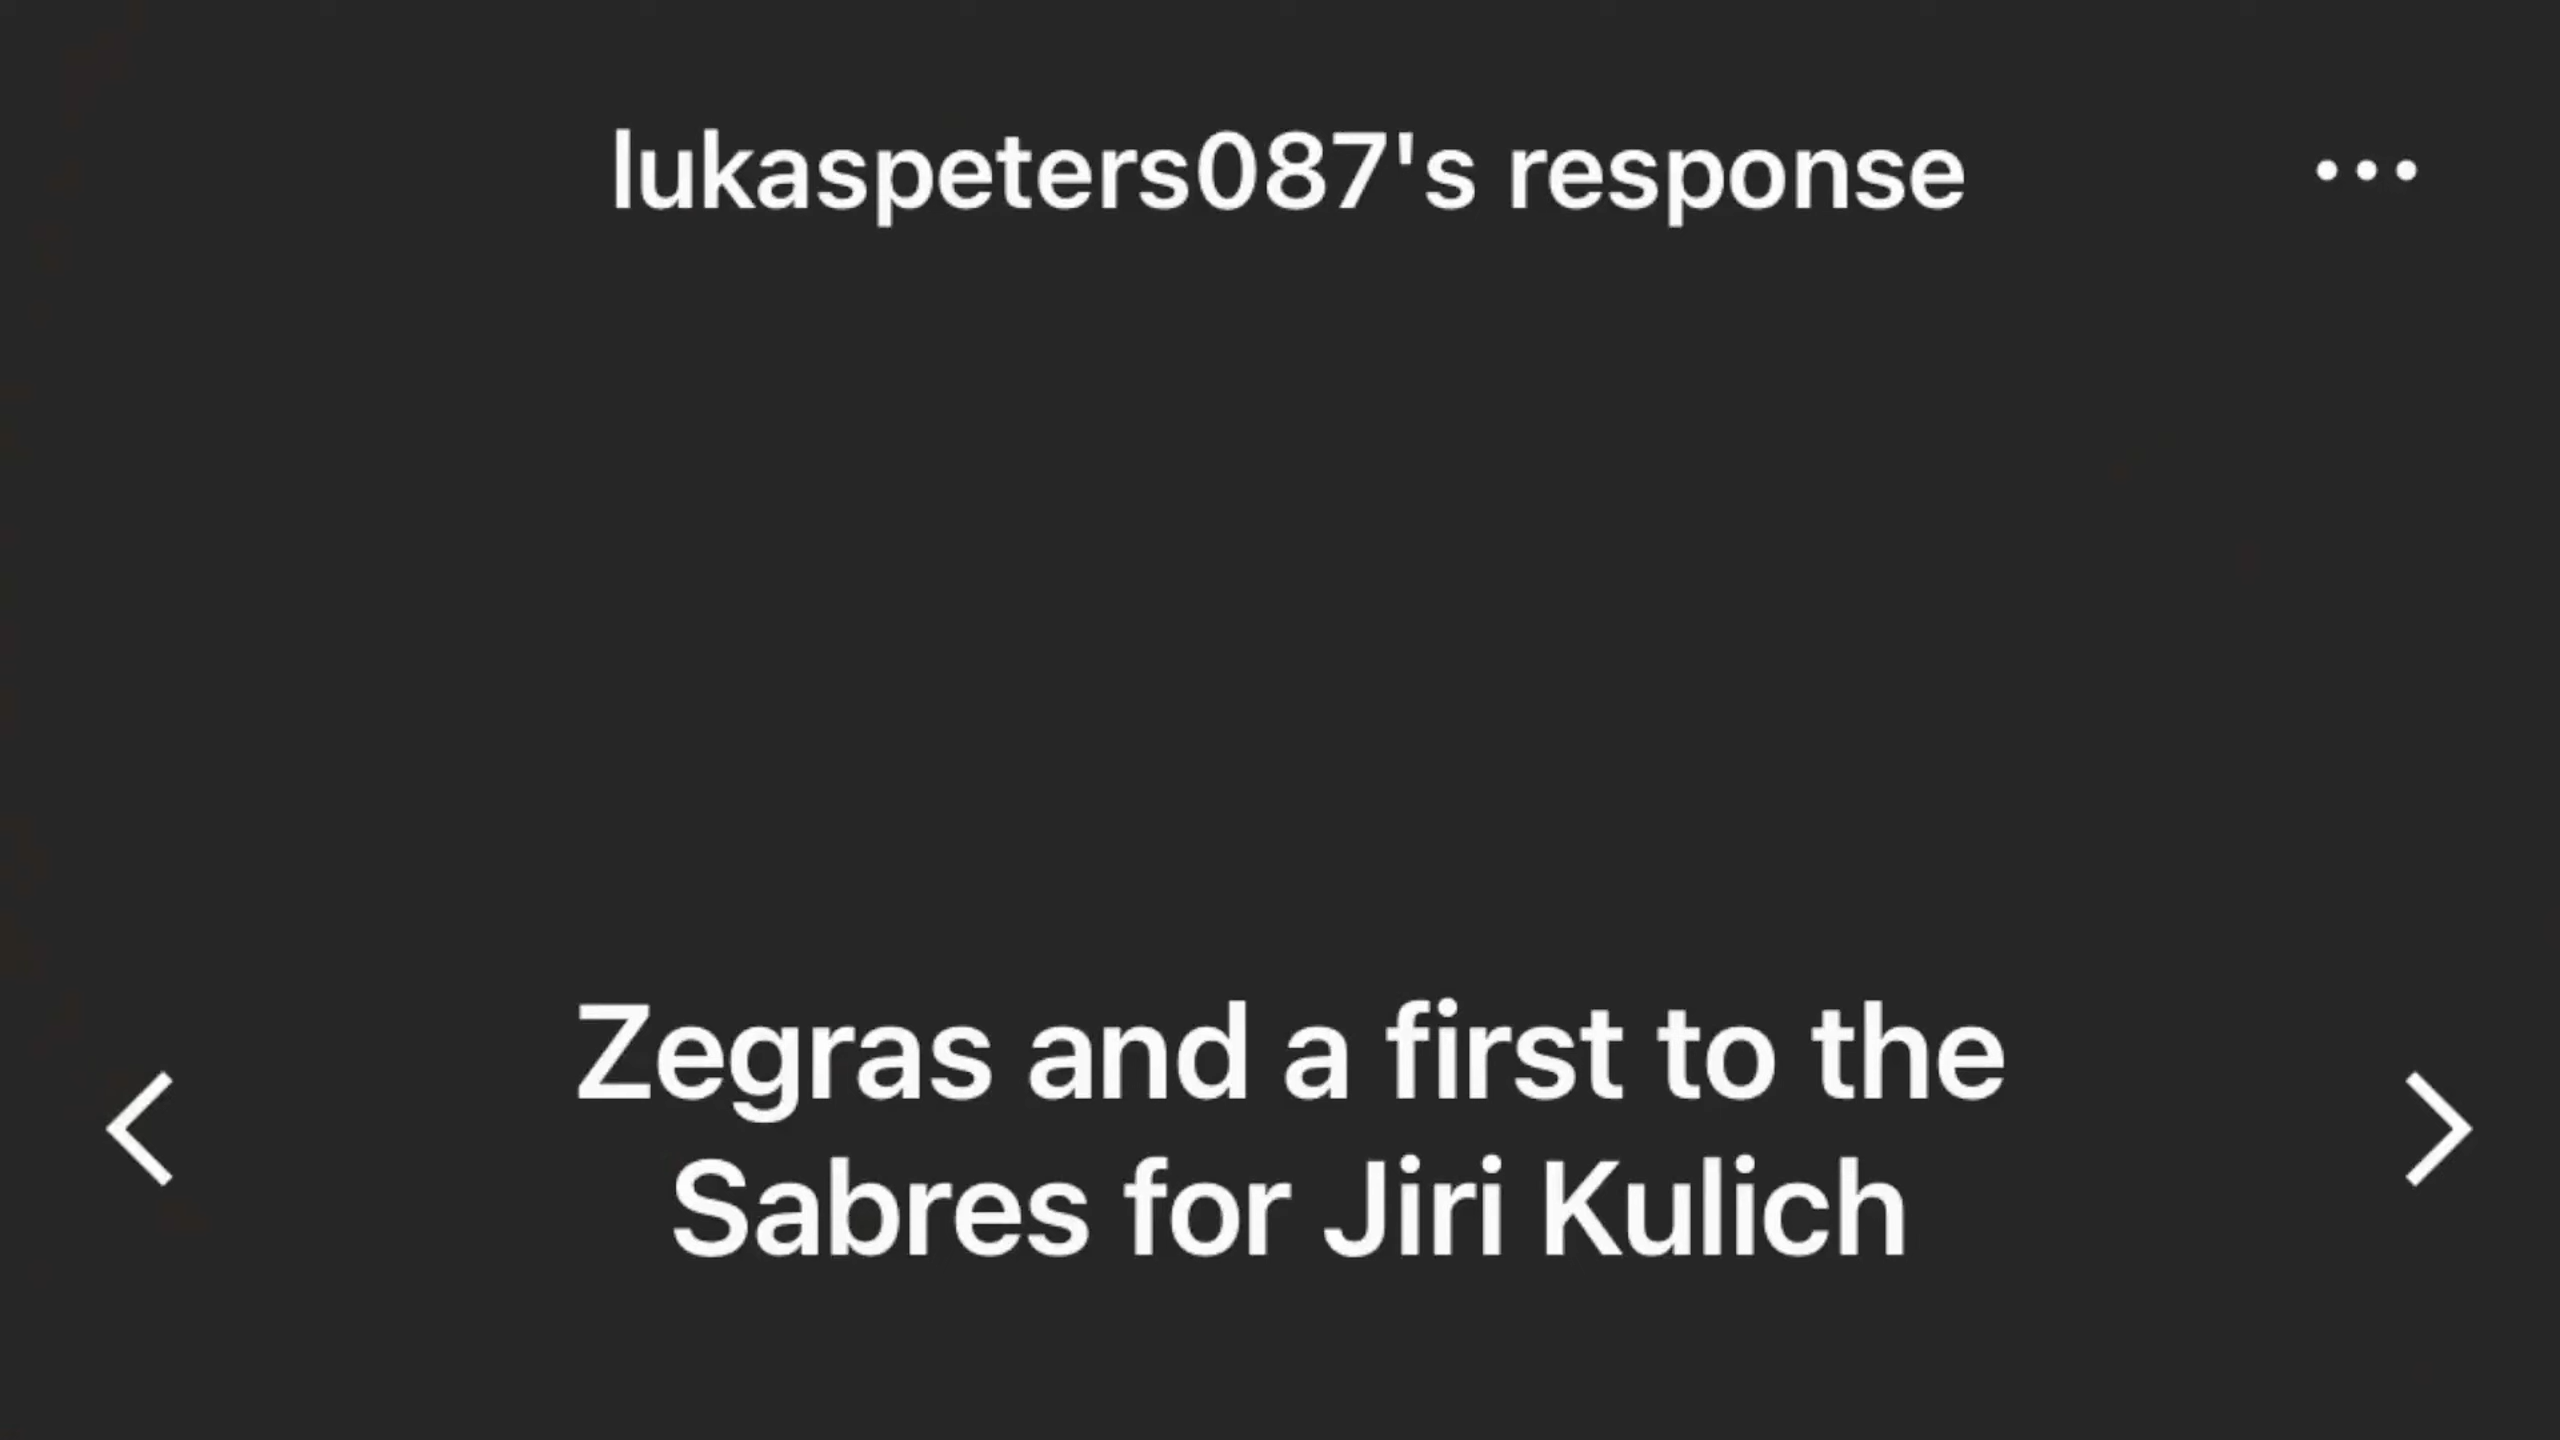 lukaspeters087's response
Zegras and a first to the
Sabres for Jiri Kulich